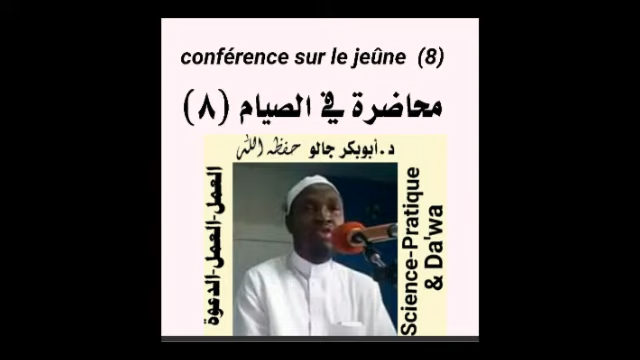 conférence sur le jeûne (8)
محاضرة في الصيام (٨)
د.أبوبكر جالو حفظه الله
العمل-العمل-الدعوة
Science-Pratique
& Da'wa